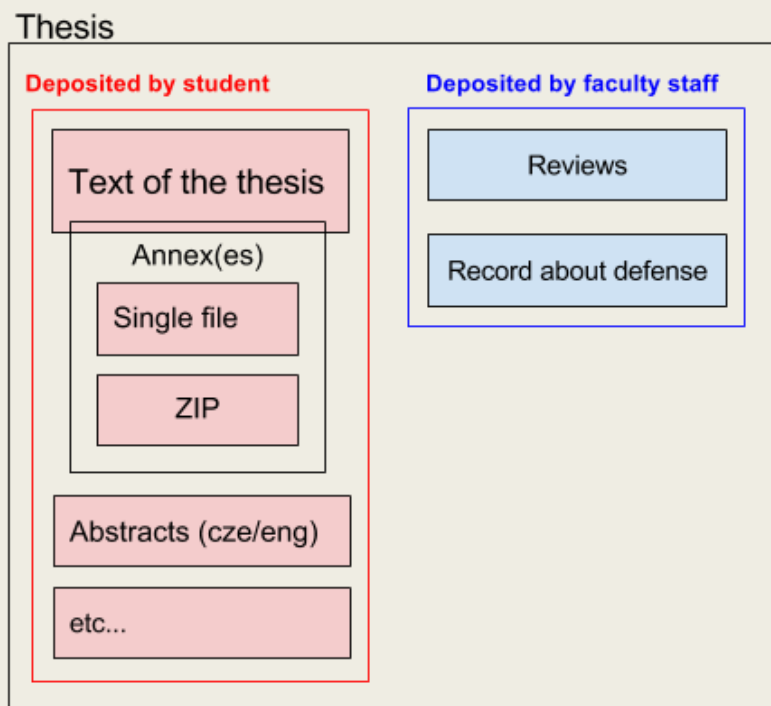 Thesis
Deposited by student
Text of the thesis
Annex(es)
Single file
ZIP
Abstracts (cze/eng)
etc...
Deposited by faculty staff
Reviews
Record about defense